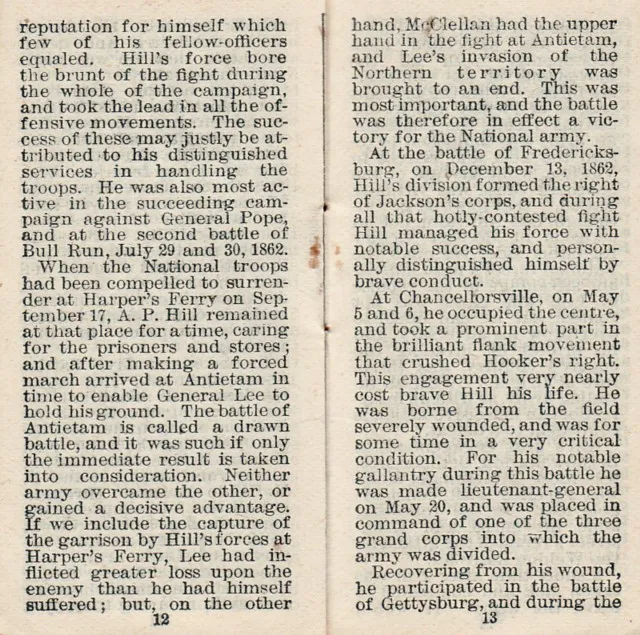 reputation for himself which
few of his fellow-officers
equaled. Hill's force bore
the brunt of the fight during
the whole of the campaign,
and took the lead in all the of-
fensive movements. The suc-
cess of these may justly be at-
tributed to his distinguished
services in handling the
troops. He was also most ac-
tive in the succeeding cam-
paign against General Pope,
and at the second battle of
Bull Run, July 29 and 30, 1862.
When the National troops
had been compelled to surren-
der at Harper's Ferry on Sep-
tember 17, A. P. Hill remained
at that place for a time, caring
for the prisoners and stores;
and after making a forced
march arrived at Antietam in
time to enable General Lee to
hold his ground. The battle of
Antietam is called a drawn
battle, and it was such if only
the immediate result is taken
into consideration. Neither
army overcame the other, or
gained a decisive advantage.
If we include the capture of
the garrison by Hill's forces at
Harper's Ferry, Lee had in-
flicted greater loss upon the
enemy than he had himself
suffered; but, on the other
12
hand, McClellan had the upper
hand in the fight at Antietam,
and Lee's invasion of the
Northern territory was
brought to an end. This was
most important, and the battle
was therefore in effect a vic-
tory for the National army.
At the battle of Fredericks-
burg, on December 13, 1862,
Hill's division formed the right
of Jackson's corps, and during
all that hotly-contested fight
Hill managed his force with
notable success, and person-
ally distinguished himself by
brave conduct.
At Chancellorsville, on May
5 and 6, he occupied the centre,
and took a prominent part in
the brilliant flank movement
that crushed Hooker's right.
This engagement very nearly
cost brave Hill his life. He
was borne from the field
severely wounded, and was for
some time in a very critical
condition. For his notable
gallantry during this battle he
was made lieutenant-general
on May 20, and was placed in
command of one of the three
grand corps into which the
army was divided.
Recovering from his wound,
he participated in the battle
of Gettysburg, and during the
13